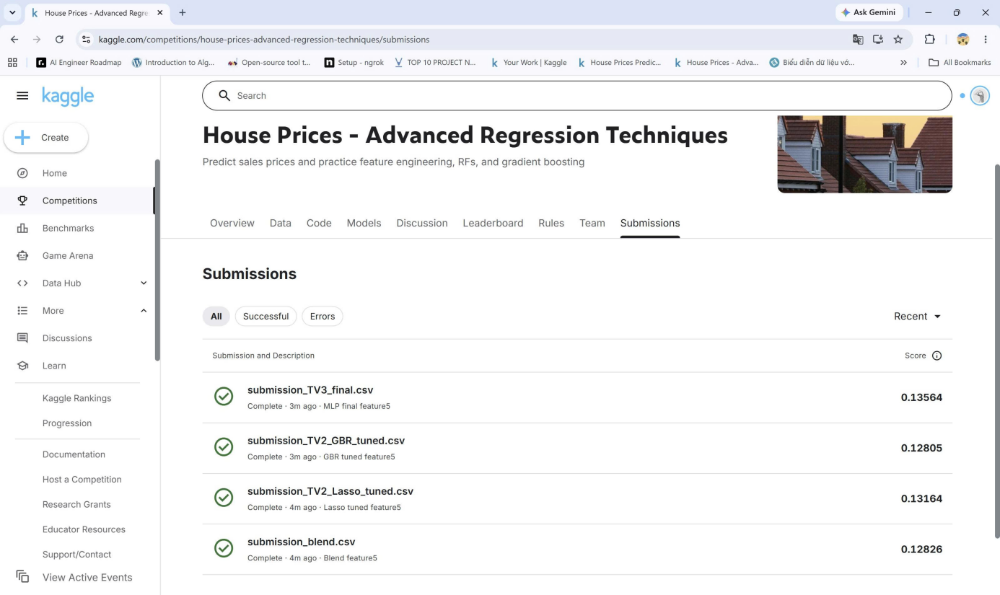 House Prices - Advanced Regre
Ask Gemini
kaggle.com/competitions/house-prices-advanced-regression-techniques/submissions
AI Engineer Roadmap
Introduction to Alg...
Open-source tool t...
Setup - ngrok
TOP 10 PROJECT N...
Your Work | Kaggle
House Prices Predic...
House Prices - Adva...
Biểu diễn dữ liệu vớ...
All Bookmarks
kaggle
Search
Create
Home
Competitions
Benchmarks
Game Arena
Data Hub
More
Discussions
Learn
Kaggle Rankings
Progression
Documentation
Host a Competition
Research Grants
Educator Resources
Support/Contact
View Active Events
House Prices - Advanced Regression Techniques
Predict sales prices and practice feature engineering, RFs, and gradient boosting
Overview Data Code Models Discussion Leaderboard Rules Team Submissions
Submissions
All Successful Errors Recent
Submission and Description Score
submission_TV3_final.csv
Complete · 3m ago · MLP final feature5
0.13564
submission_TV2_GBR_tuned.csv
Complete · 3m ago · GBR tuned feature5
0.12805
submission_TV2_Lasso_tuned.csv
Complete · 4m ago · Lasso tuned feature5
0.13164
submission_blend.csv
Complete · 4m ago · Blend feature5
0.12826